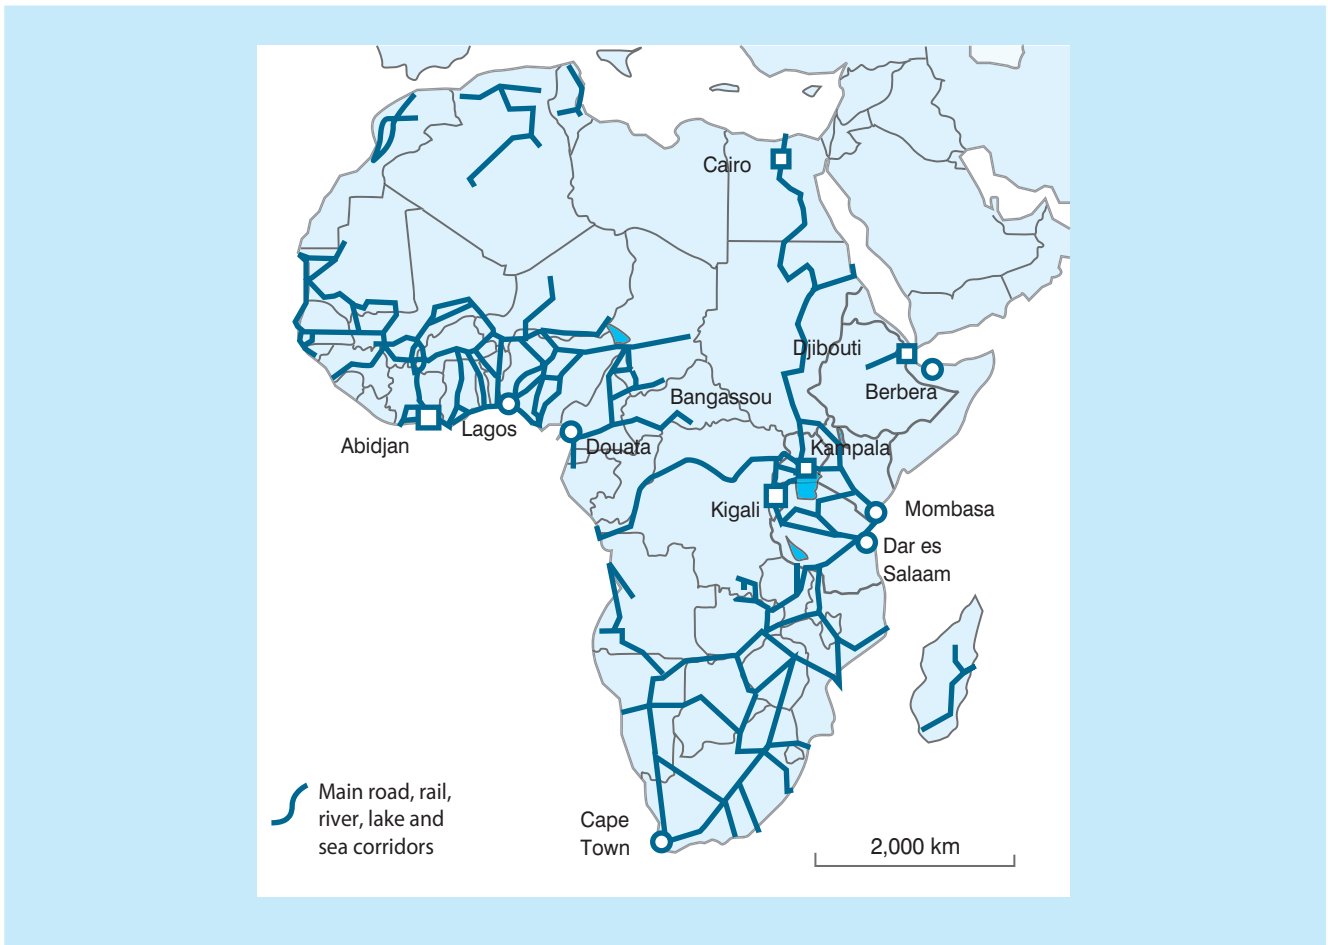 Cairo
Djibouti
Berbera
Bangassou
Abidjan
Lagos
Douata
Kampala
Kigali
Mombasa
Dar es
Salaam
Main road, rail,
river, lake and
sea corridors
Cape
Town
2,000 km